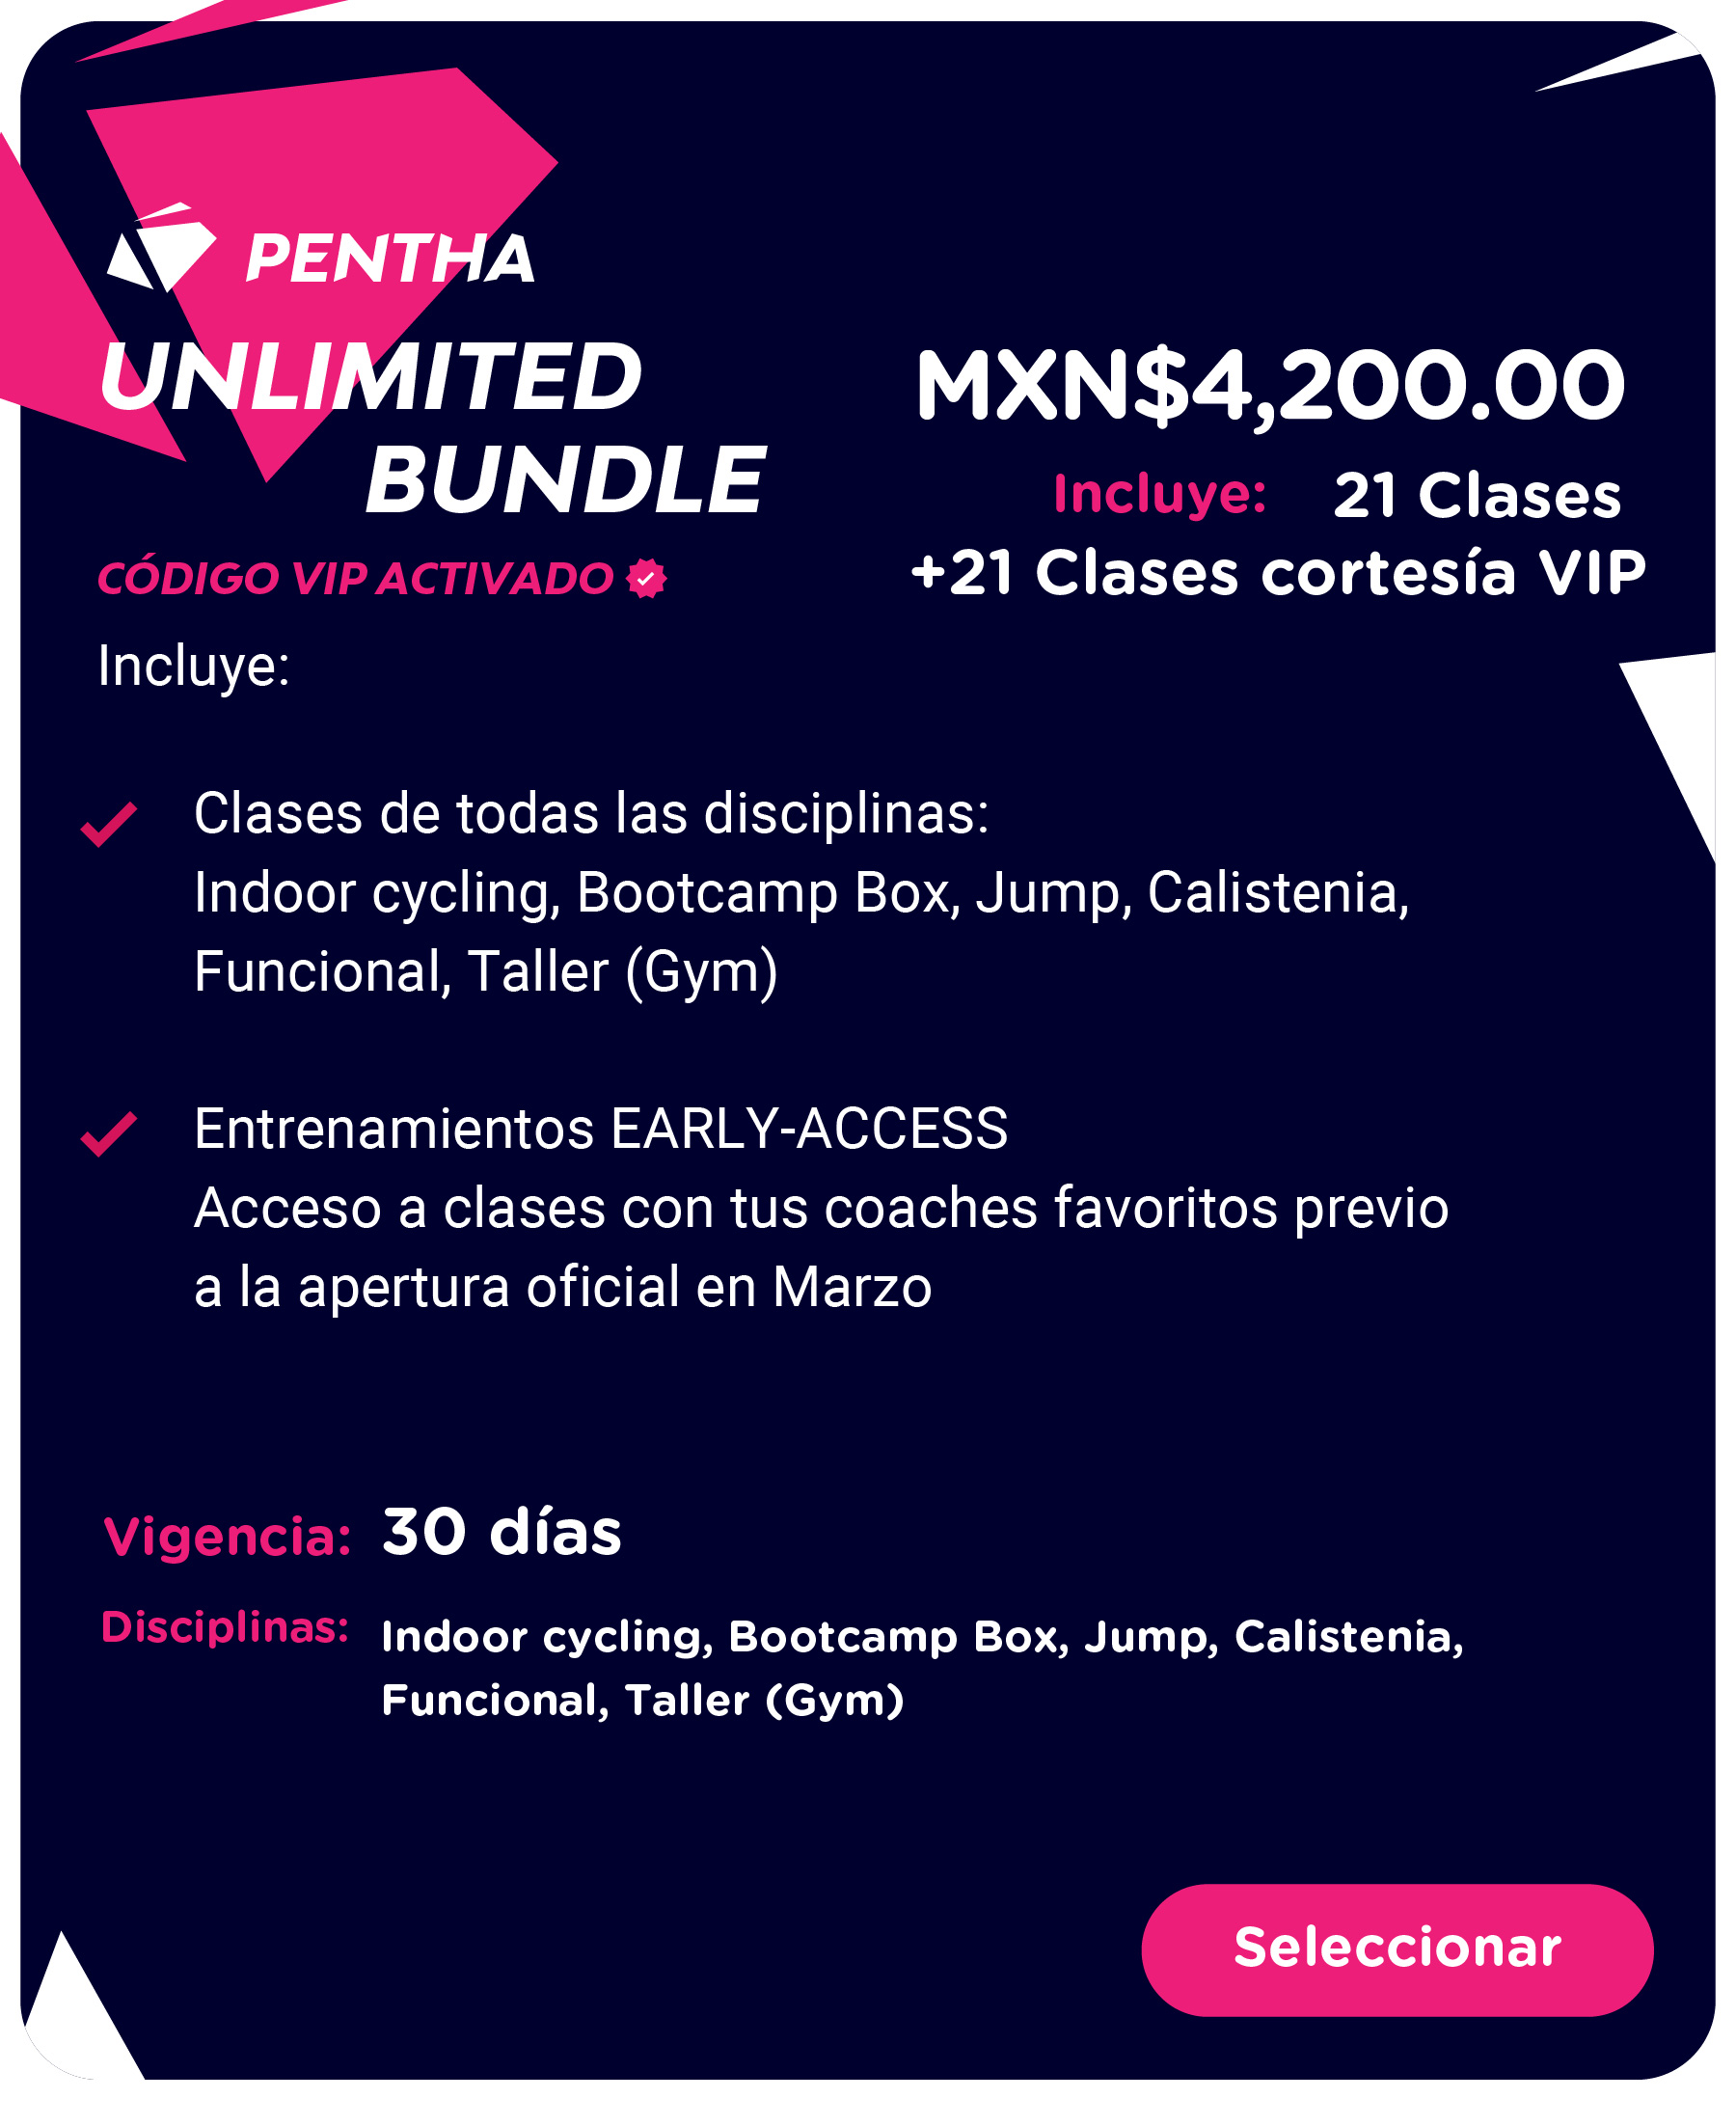 PENTHA
UNLIMITED
BUNDLE
CÓDIGO VIP ACTIVADO
MXN$4,200.00
Incluye: 21 Clases
+21 Clases cortesía VIP
Incluye:
Clases de todas las disciplinas:
Indoor cycling, Bootcamp Box, Jump, Calistenia,
Funcional, Taller (Gym)
Entrenamientos EARLY-ACCESS
Acceso a clases con tus coaches favoritos previo
a la apertura oficial en Marzo
Vigencia: 30 días
Disciplinas: Indoor cycling, Bootcamp Box, Jump, Calistenia,
Funcional, Taller (Gym)
Seleccionar